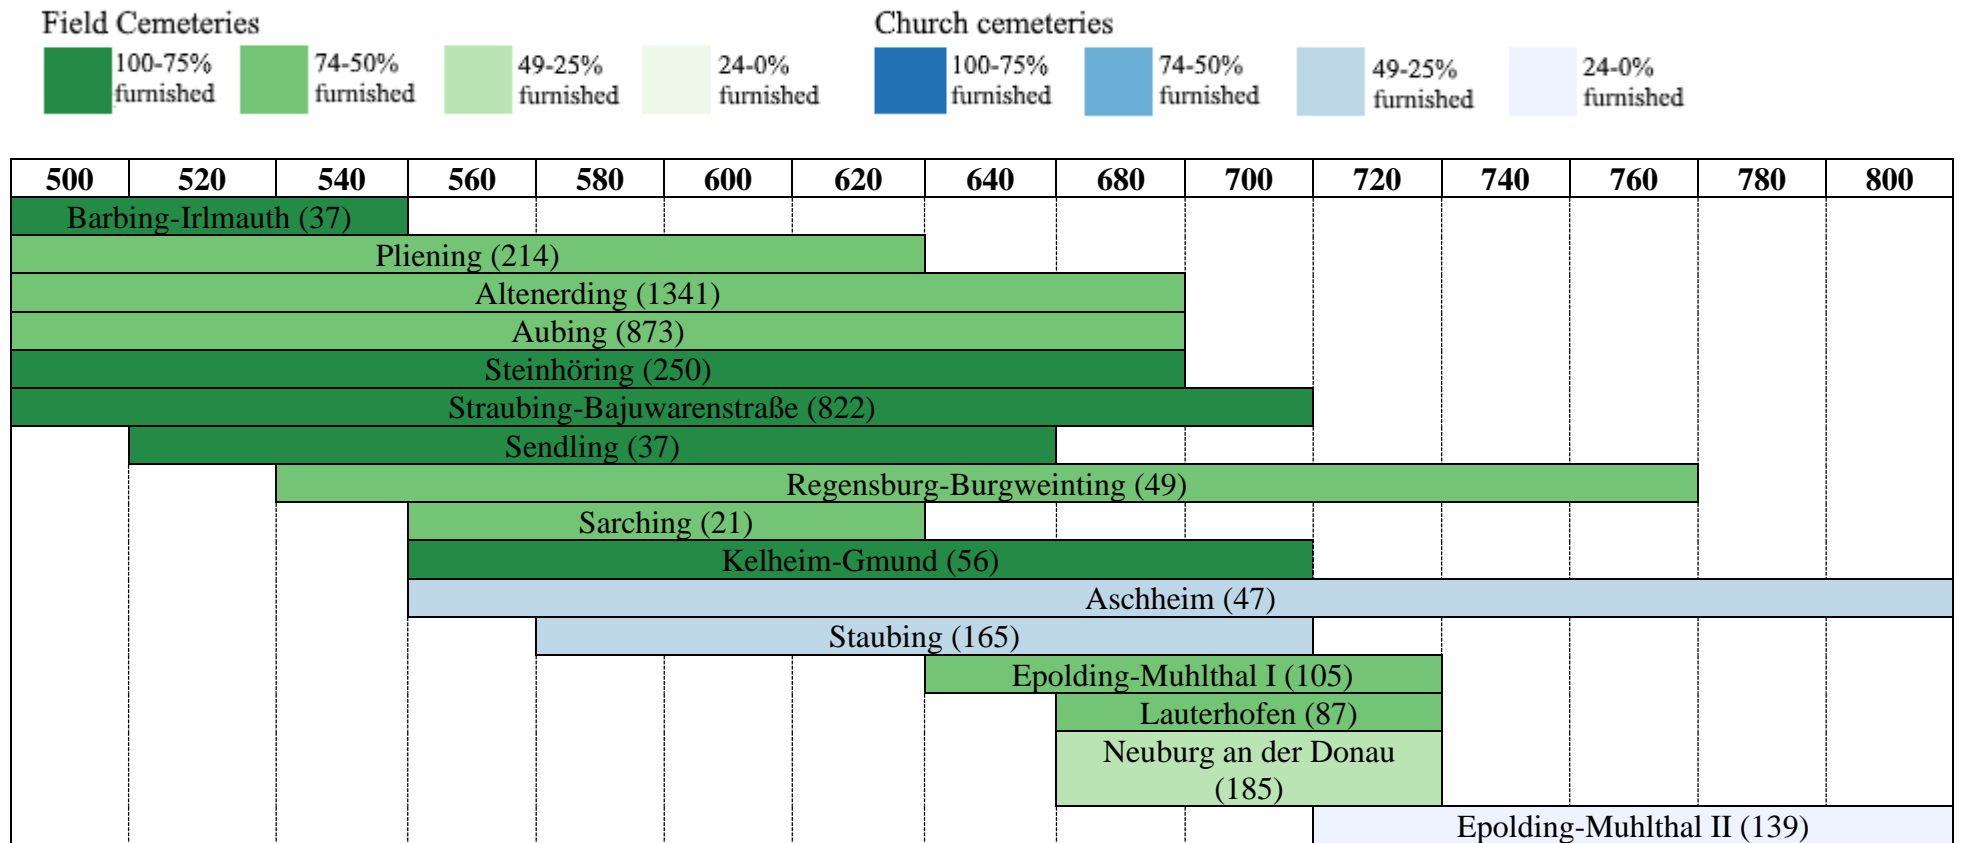 Field Cemeteries
100-75%
furnished
74-50%
furnished
49-25%
furnished
24-0%
furnished
Church cemeteries
100-75%
furnished
74-50%
furnished
49-25%
furnished
24-0%
furnished
500 520 540 560 580 600 620 640 680 700 720 740 760 780 800
Barbing-Irlmauth (37)
Pliening (214)
Altenerding (1341)
Aubing (873)
Steinhöring (250)
Straubing-Bajuwarenstraße (822)
Sendling (37)
Regensburg-Burgweinting (49)
Sarching (21)
Kelheim-Gmund (56)
Aschheim (47)
Staubing (165)
Epolding-Muhlthal I (105)
Lauterhofen (87)
Neuburg an der Donau
(185)
Epolding-Muhlthal II (139)